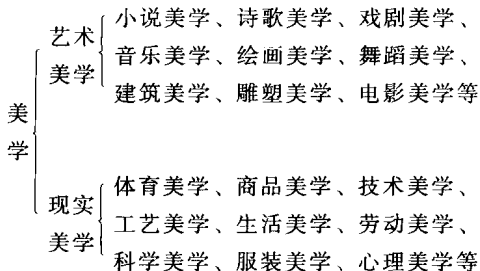 美学
艺术美学
小说美学、诗歌美学、戏剧美学、
音乐美学、绘画美学、舞蹈美学、
建筑美学、雕塑美学、电影美学等
现实美学
体育美学、商品美学、技术美学、
工艺美学、生活美学、劳动美学、
科学美学、服装美学、心理美学等